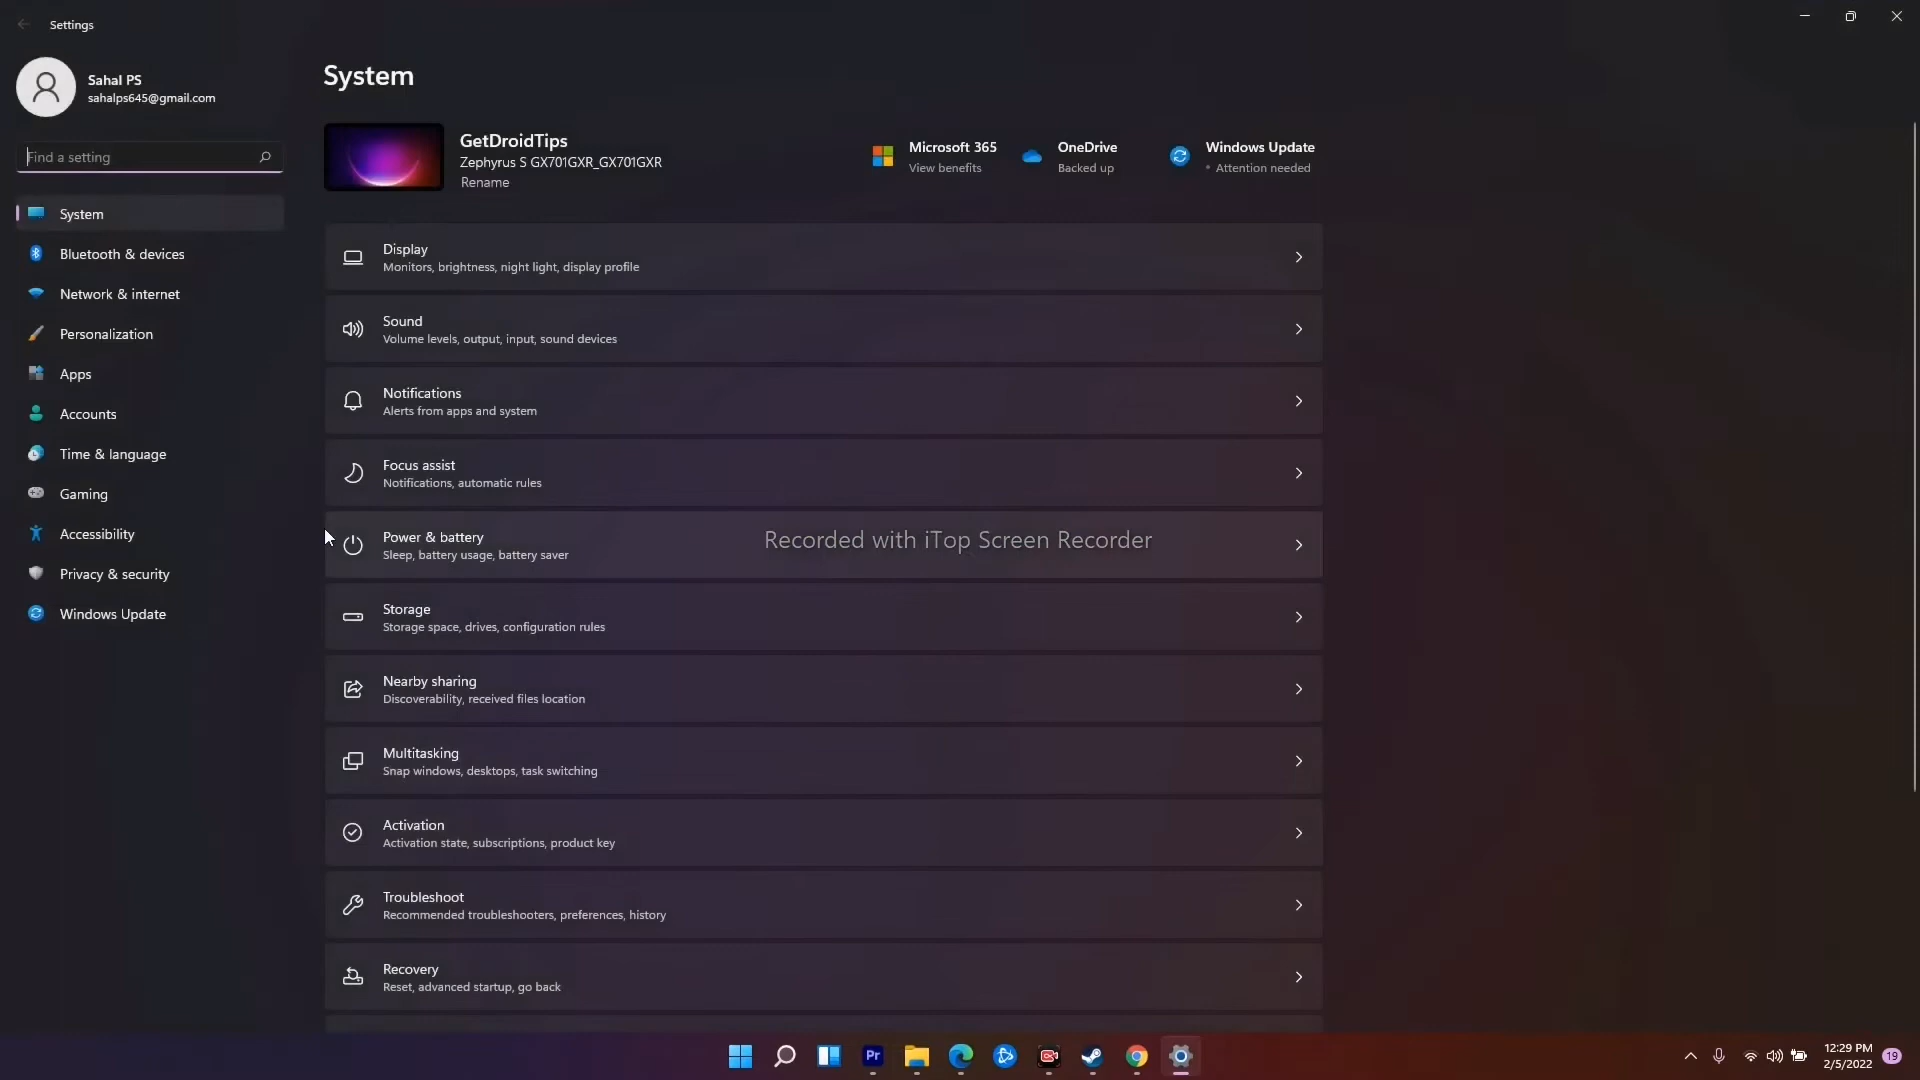 Settings
Sahal PS
sahalps645@gmail.com
Find a setting
System
Bluetooth & devices
Network & internet
Personalization
Apps
Accounts
Time & language
Gaming
Accessibility
Privacy & security
Windows Update
System
GetDroidTips
Zephyrus S GX701GXR_GX701GXR
Rename
Microsoft 365
View benefits
OneDrive
Backed up
Windows Update
• Attention needed
Display
Monitors, brightness, night light, display profile
Sound
Volume levels, output, input, sound devices
Notifications
Alerts from apps and system
Focus assist
Notifications, automatic rules
Power & battery
Sleep, battery usage, battery saver
Recorded with iTop Screen Recorder
Storage
Storage space, drives, configuration rules
Nearby sharing
Discoverability, received files location
Multitasking
Snap windows, desktops, task switching
Activation
Activation state, subscriptions, product key
Troubleshoot
Recommended troubleshooters, preferences, history
Recovery
Reset, advanced startup, go back
Pr
12:29 PM
2/5/2022
19